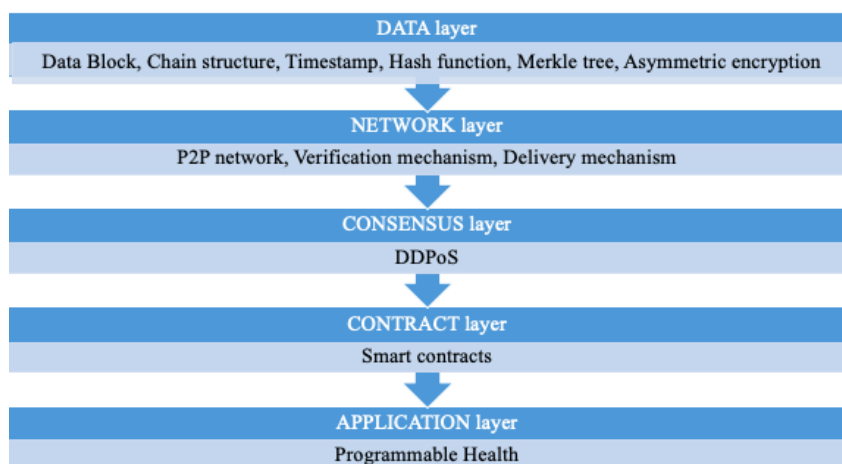 DATA layer
Data Block, Chain structure, Timestamp, Hash function, Merkle tree, Asymmetric encryption
NETWORK layer
P2P network, Verification mechanism, Delivery mechanism
CONSENSUS layer
DDPoS
CONTRACT layer
Smart contracts
APPLICATION layer
Programmable Health